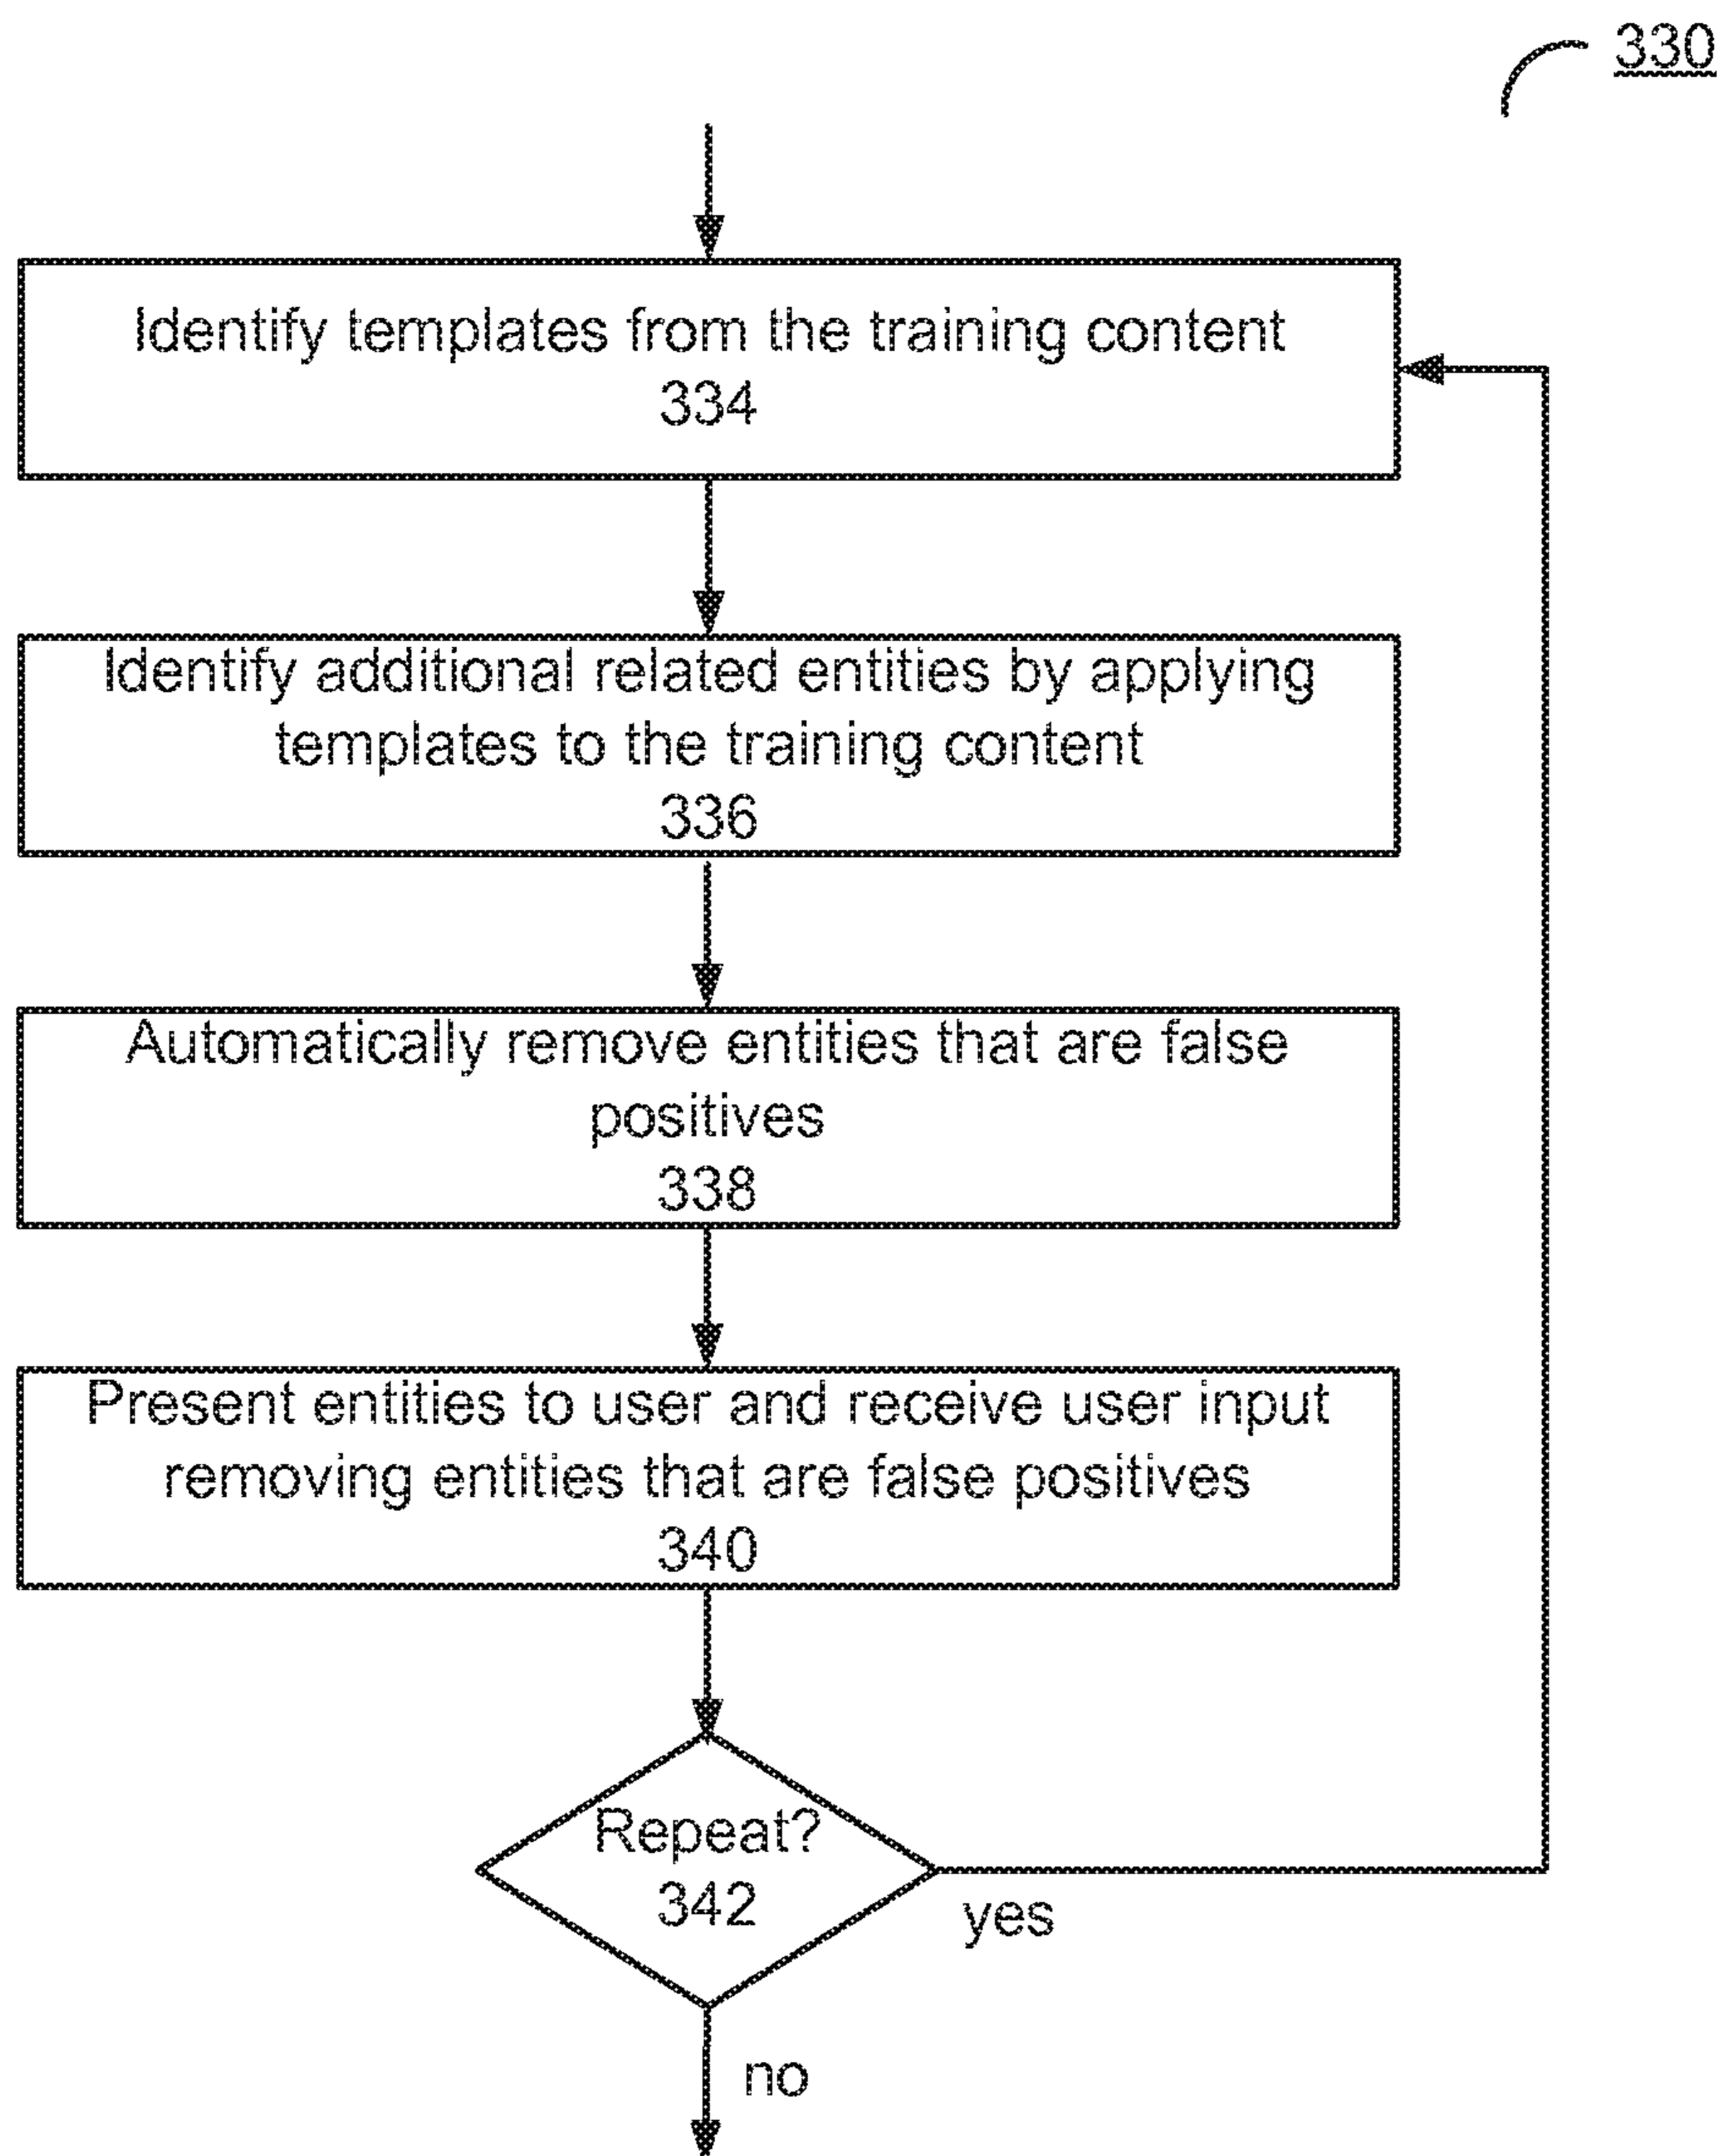 330
Identify templates from the training content
334
Identify additional related entities by applying
templates to the training content
336
Automatically remove entities that are false
positives
338
Present entities to user and receive user input
removing entities that are false positives
340
Repeat?
342
yes
no